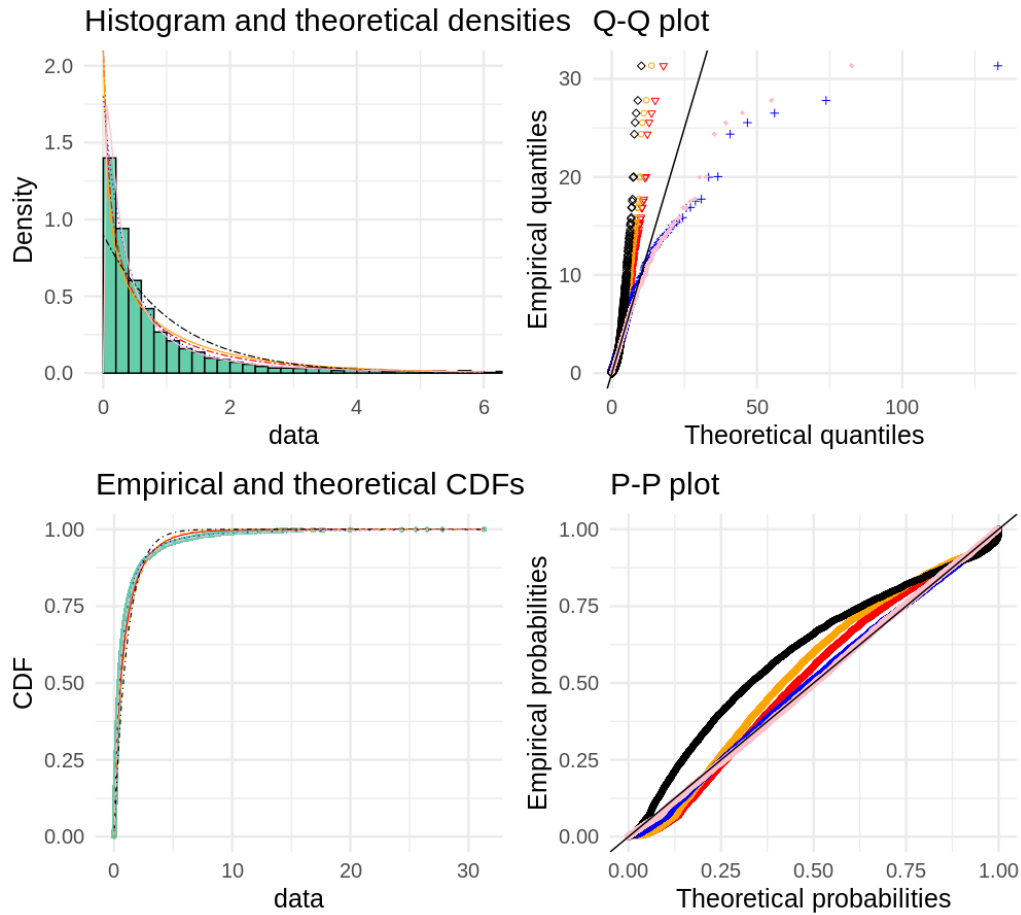 Histogram and theoretical densities
2.0
1.5
1.0
0.5
0.0
Density
0 2 4 6
data
Q-Q plot
30
20
10
0
Empirical quantiles
0 50 100
Theoretical quantiles
Empirical and theoretical CDFs
1.00
0.75
0.50
0.25
0.00
CDF
0 10 20 30
data
P-P plot
1.00
0.75
0.50
0.25
0.00
Empirical probabilities
0.00 0.25 0.50 0.75 1.00
Theoretical probabilities